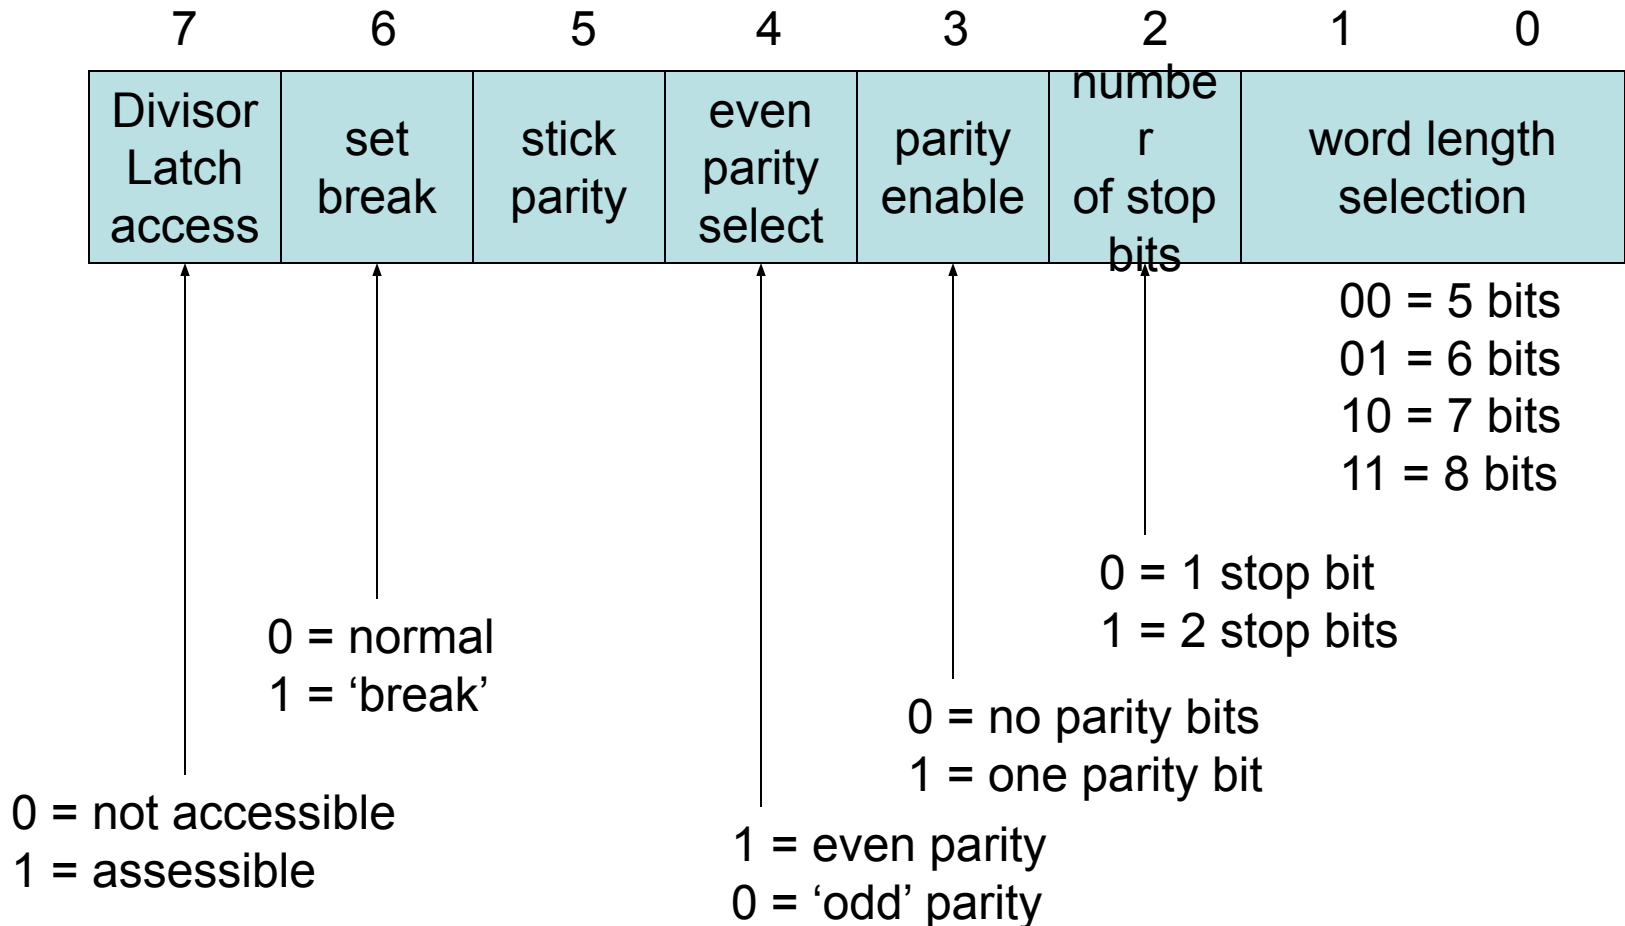 7 6 5 4 3 2 1 0
Divisor
Latch
access
set
break
stick
parity
even
parity
select
parity
enable
numbe
r
of stop
bits
word length
selection
00 = 5 bits
01 = 6 bits
10 = 7 bits
11 = 8 bits
0 = 1 stop bit
1 = 2 stop bits
0 = normal
1 = ‘break’
0 = no parity bits
1 = one parity bit
0 = not accessible
1 = assessible
1 = even parity
0 = ‘odd’ parity